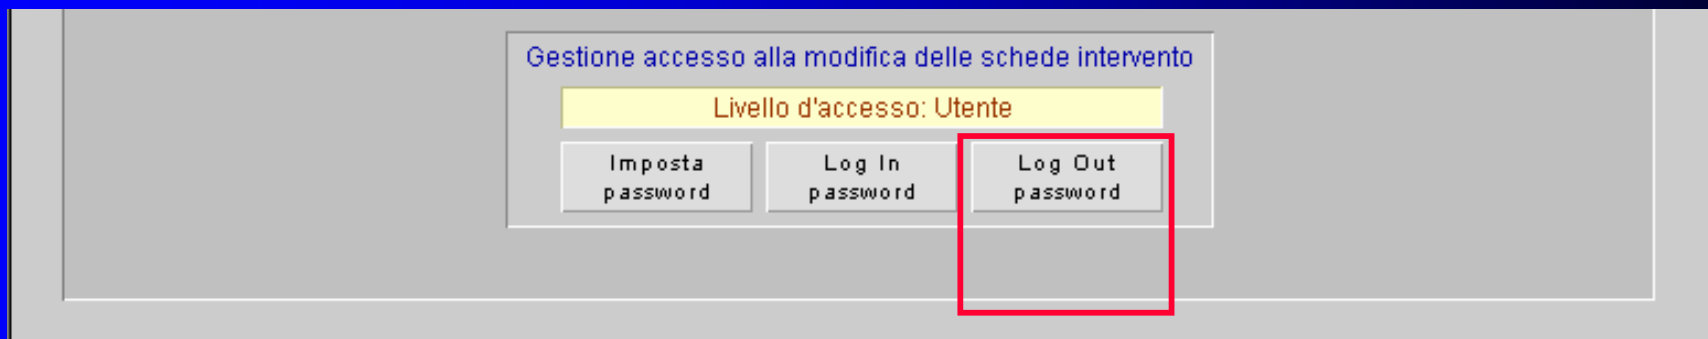 Gestione accesso alla modifica delle schede intervento
Livello d'accesso: Utente
Imposta
password
Log In
password
Log Out
password